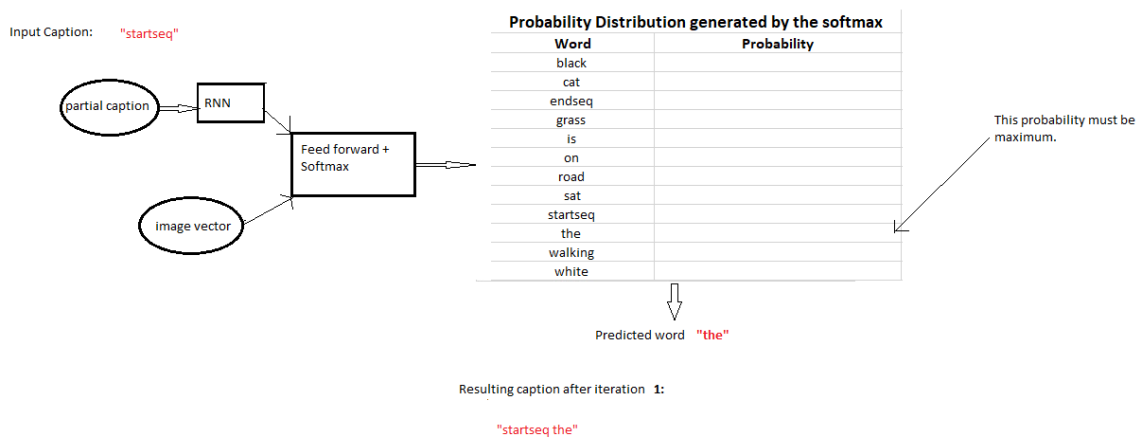 Input Caption: "startseq"
partial caption
RNN
Feed forward +
Softmax
image vector
Probability Distribution generated by the softmax
Word Probability
black
cat
endseq
grass
is
on
road
sat
startseq
the
walking
white
This probability must be
maximum.
Predicted word "the"
Resulting caption after iteration 1:
"startseq the"